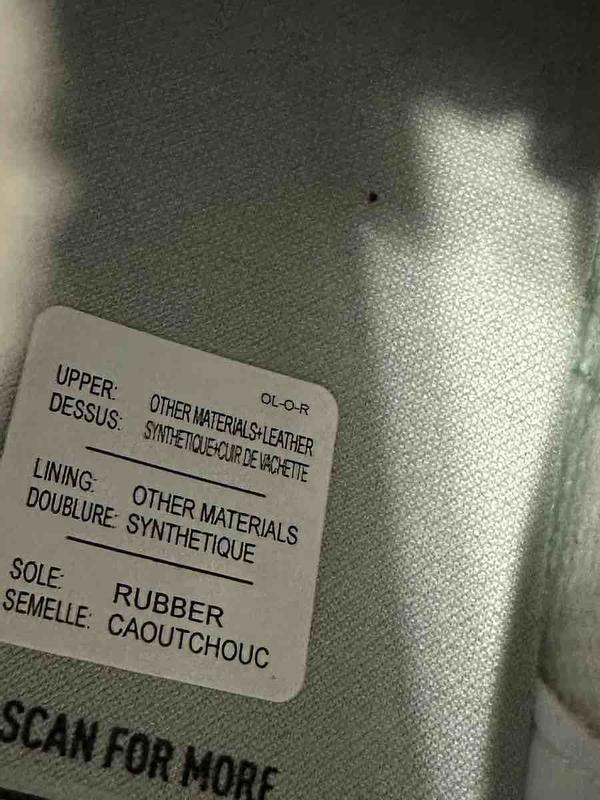 OL-O-R
UPPER: OTHER MATERIALS+LEATHER
DESSUS: SYNTHETIQUE+CUIR DE VACHETTE
LINING: OTHER MATERIALS
DOUBLURE: SYNTHETIQUE
SOLE: RUBBER
SEMELLE: CAOUTCHOUC
SCAN FOR MORE